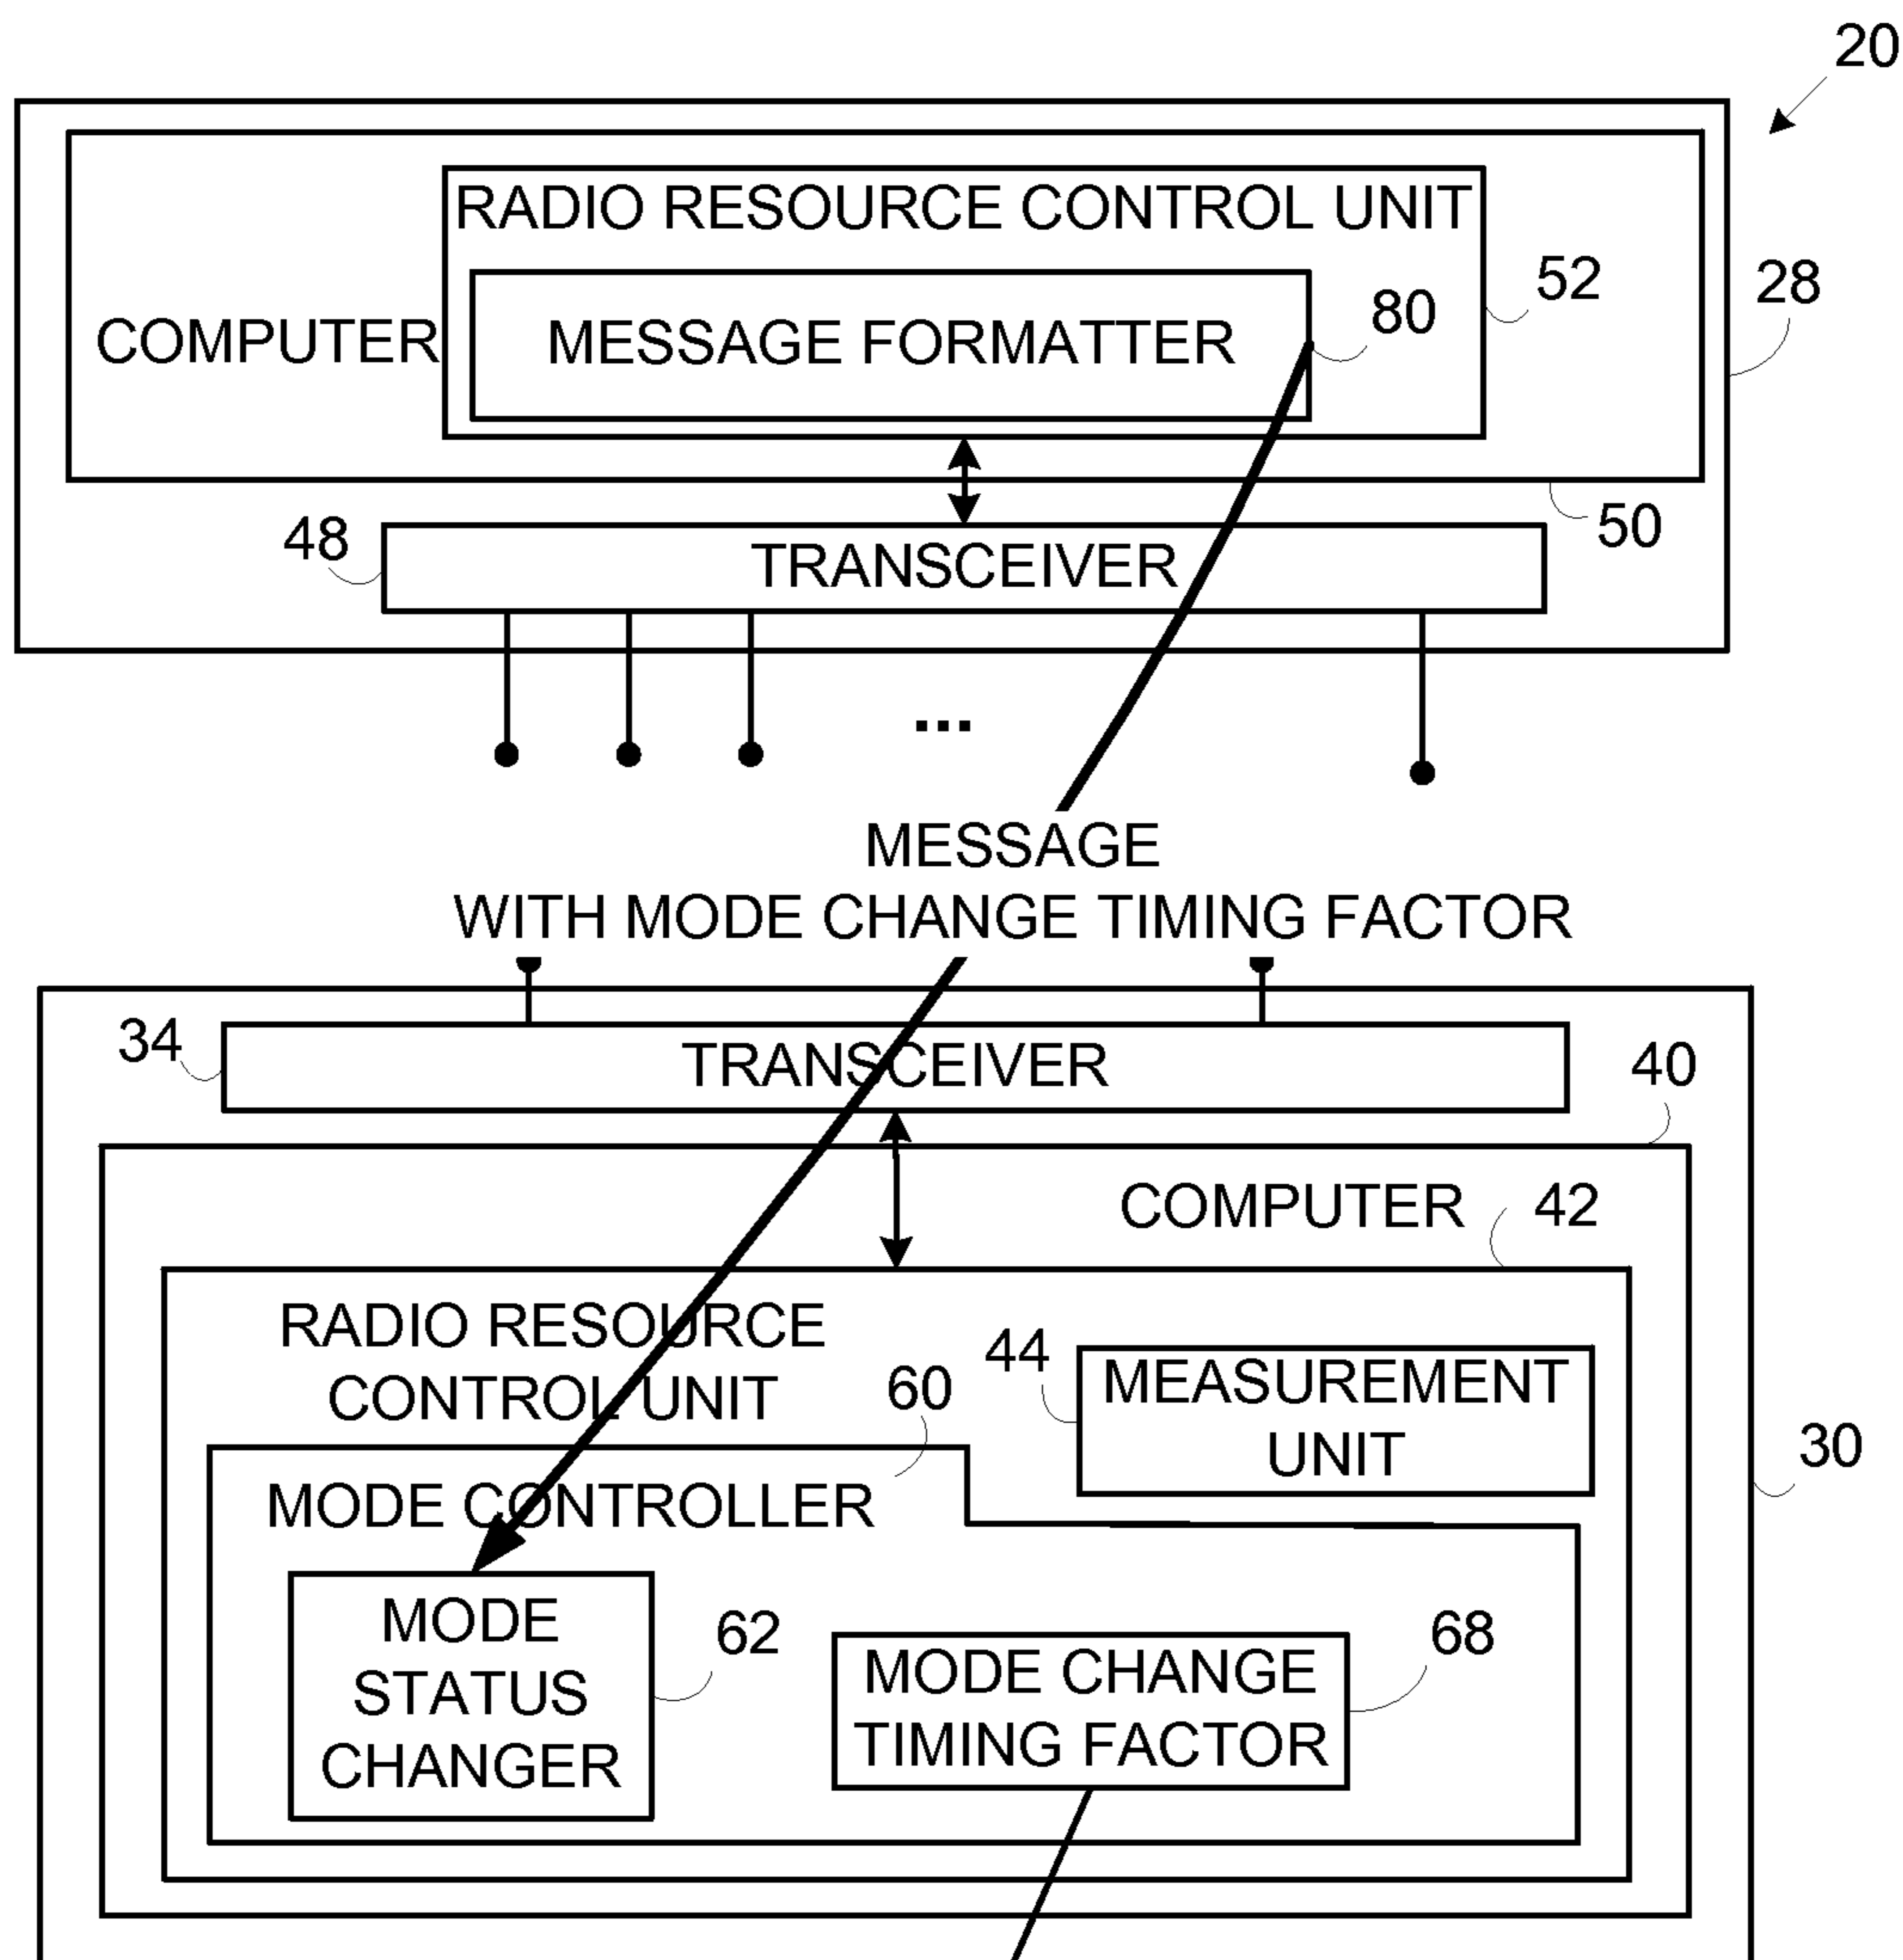 20
RADIO RESOURCE CONTROL UNIT
52
28
80
COMPUTER
MESSAGE FORMATTER
50
48
TRANSCEIVER
...
MESSAGE
WITH MODE CHANGE TIMING FACTOR
34
TRANSCEIVER
40
COMPUTER
42
RADIO RESOURCE
CONTROL UNIT
44
MEASUREMENT
UNIT
60
30
MODE CONTROLLER
MODE
STATUS
CHANGER
62
MODE CHANGE
TIMING FACTOR
68